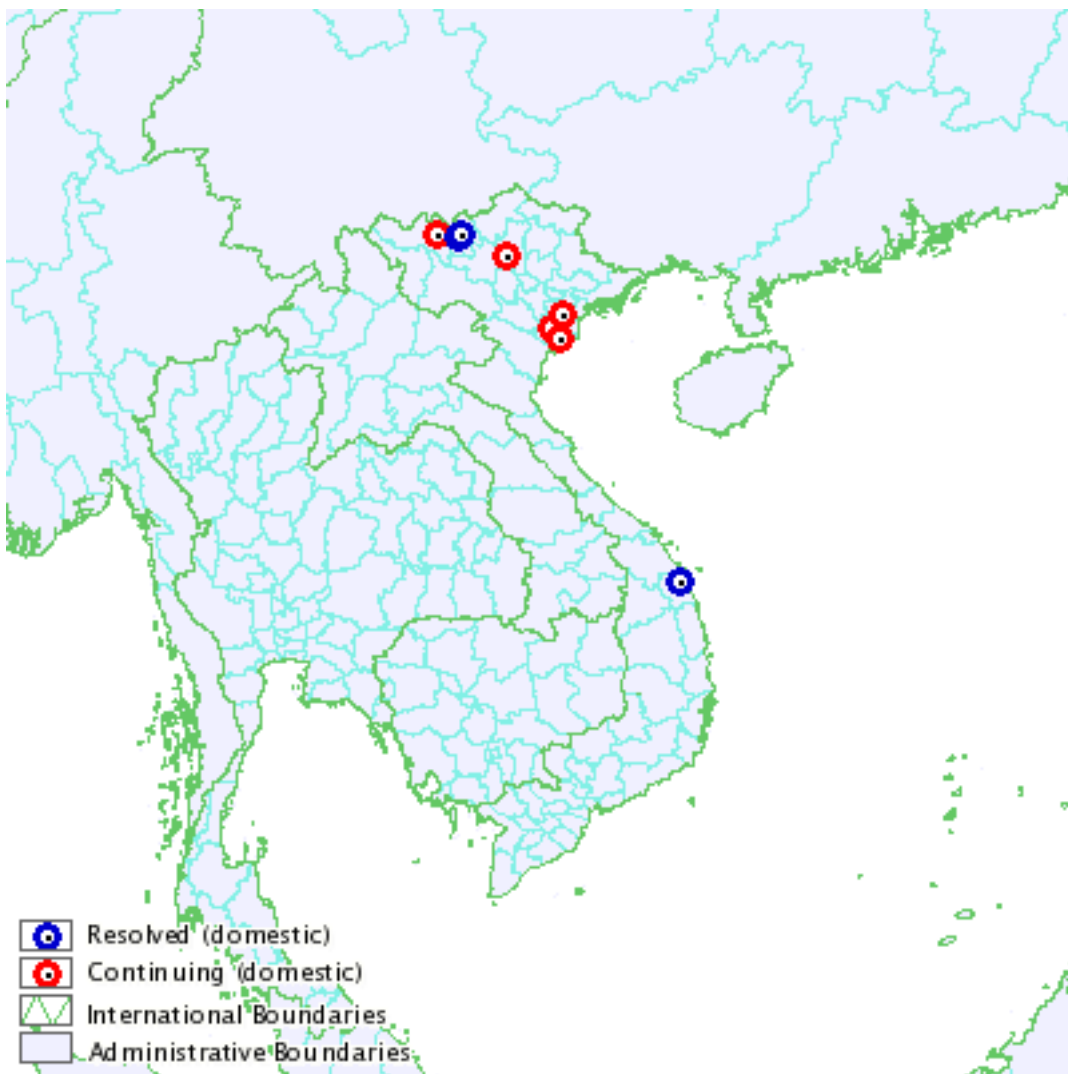 Resolved (domestic)
Continuing (domestic)
International Boundaries
Administrative Boundaries